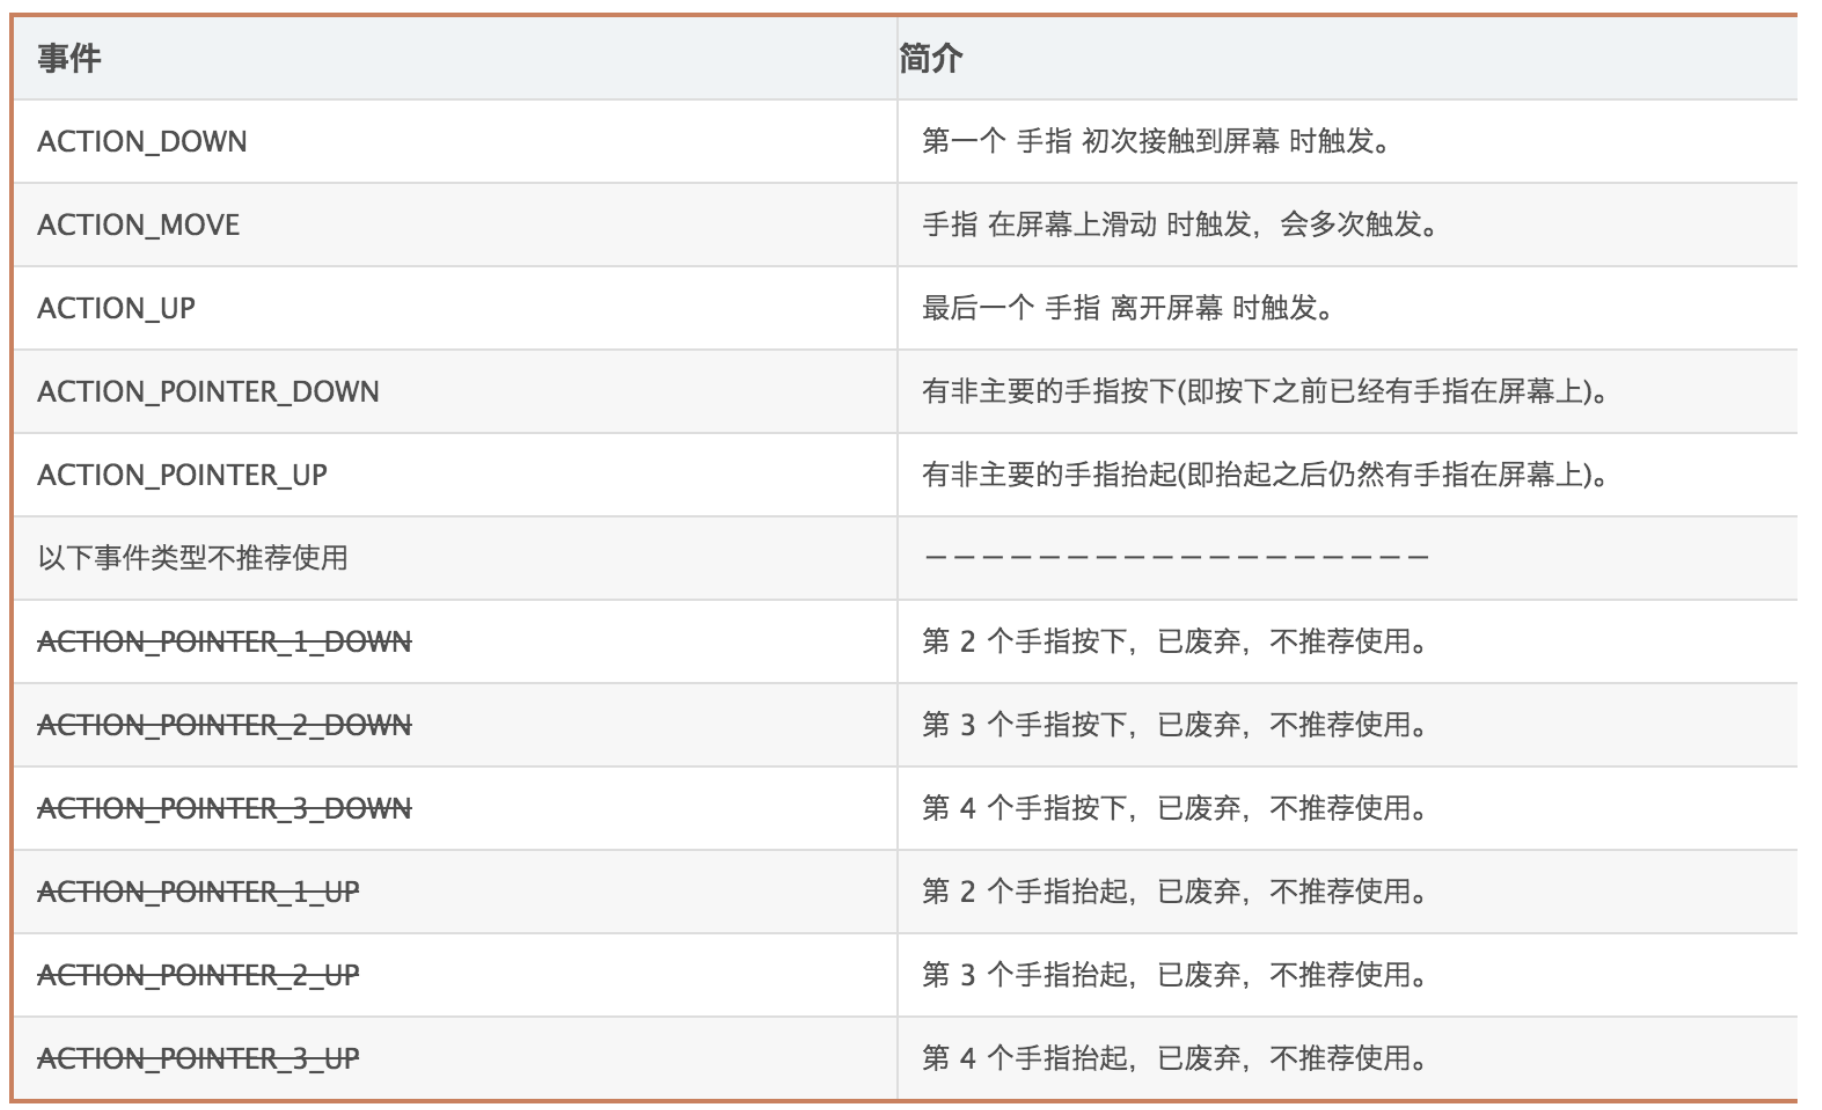 事件 简介
ACTION_DOWN 第一个 手指 初次接触到屏幕 时触发。
ACTION_MOVE 手指 在屏幕上滑动 时触发，会多次触发。
ACTION_UP 最后一个 手指 离开屏幕 时触发。
ACTION_POINTER_DOWN 有非主要的手指按下(即按下之前已经有手指在屏幕上)。
ACTION_POINTER_UP 有非主要的手指抬起(即抬起之后仍然有手指在屏幕上)。
以下事件类型不推荐使用 ——————————————————
ACTION_POINTER_1_DOWN 第 2 个手指按下，已废弃，不推荐使用。
ACTION_POINTER_2_DOWN 第 3 个手指按下，已废弃，不推荐使用。
ACTION_POINTER_3_DOWN 第 4 个手指按下，已废弃，不推荐使用。
ACTION_POINTER_1_UP 第 2 个手指抬起，已废弃，不推荐使用。
ACTION_POINTER_2_UP 第 3 个手指抬起，已废弃，不推荐使用。
ACTION_POINTER_3_UP 第 4 个手指抬起，已废弃，不推荐使用。